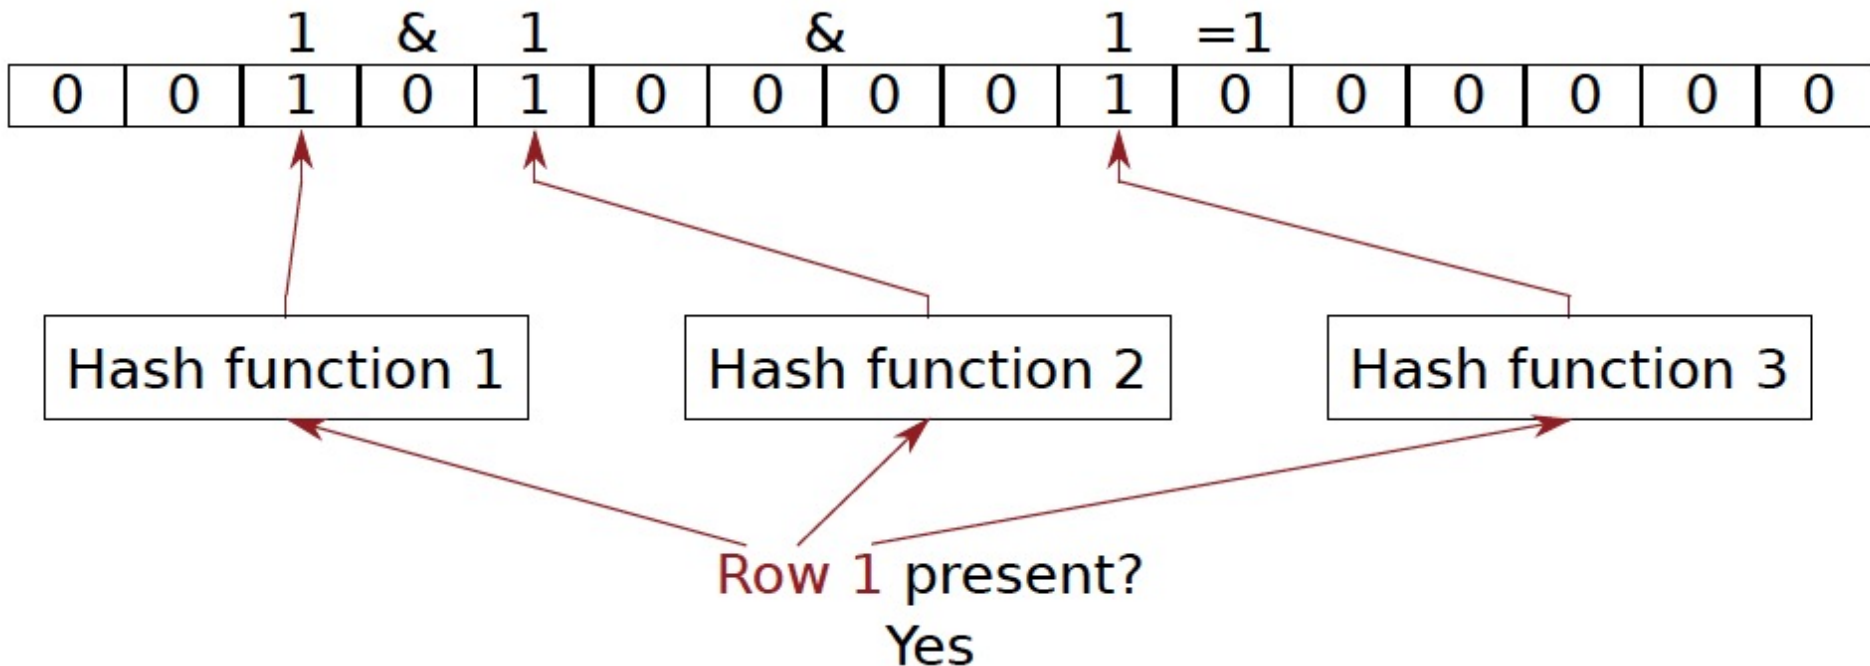 1 & 1 & 1 =1
0 0 1 0 1 0 0 0 0 1 0 0 0 0 0 0
Hash function 1 Hash function 2 Hash function 3
Row 1 present?
Yes